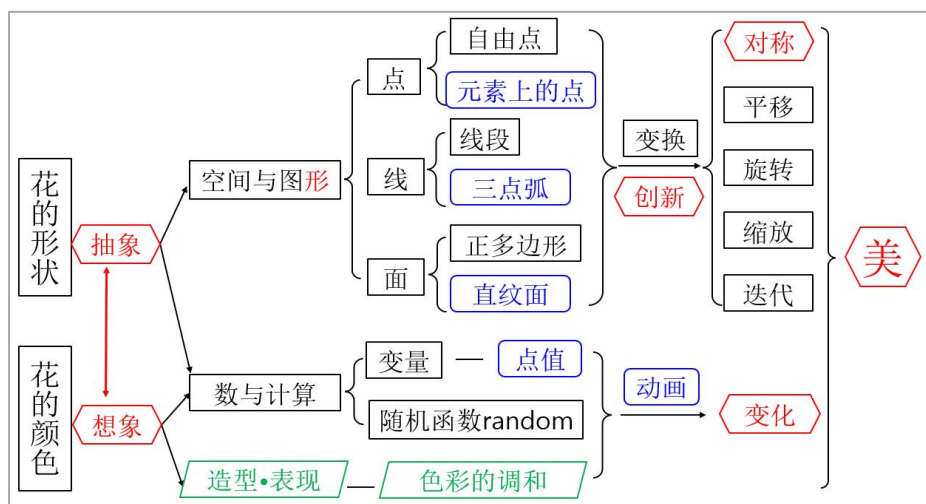 花的形状
抽象
花的颜色
想象
空间与图形
点
自由点
元素上的点
线
线段
三点弧
面
正多边形
直纹面
变换
创新
对称
平移
旋转
缩放
迭代
数与计算
变量
点值
随机函数random
造型•表现
色彩的调和
动画
变化
美